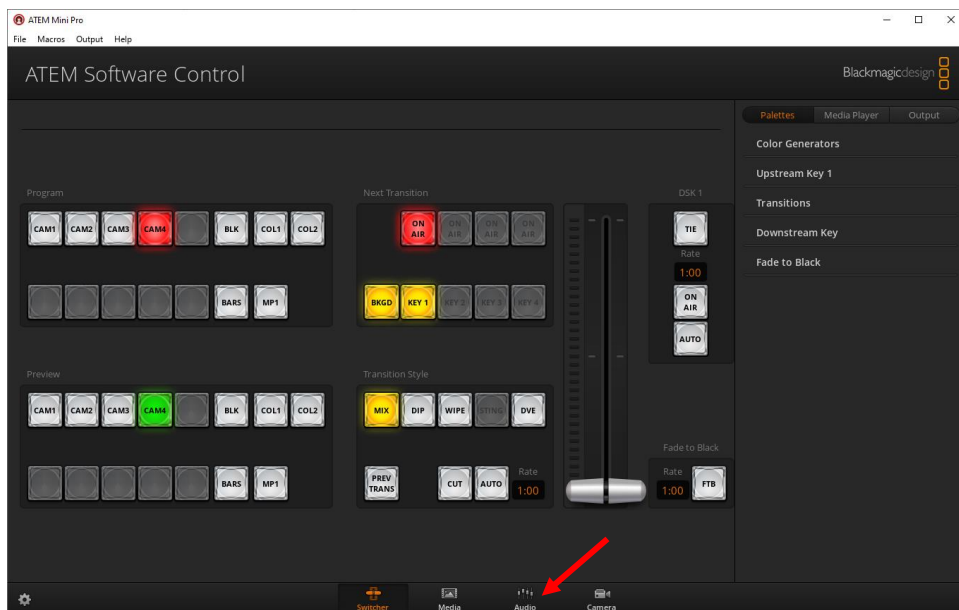 ATEM Mini Pro
File Macros Output Help
ATEM Software Control
Blackmagicdesign
Palettes Media Player Output
Color Generators
Upstream Key 1
Transitions
Downstream Key
Fade to Black
Program
CAM1 CAM2 CAM3 CAM4 BLK COL1 COL2
BARS MP1
Next Transition
ON AIR ON AIR ON AIR ON AIR
BKGD KEY 1 KEY 2 KEY 3 KEY 4
DSK 1
TIE
Rate
1:00
ON AIR
AUTO
Preview
CAM1 CAM2 CAM3 CAM4 BLK COL1 COL2
BARS MP1
Transition Style
MIX DIP WIPE STING DVE
PREV TRANS CUT AUTO Rate 1:00
Fade to Black
Rate
1:00 FTB
Switcher Media Audio Camera